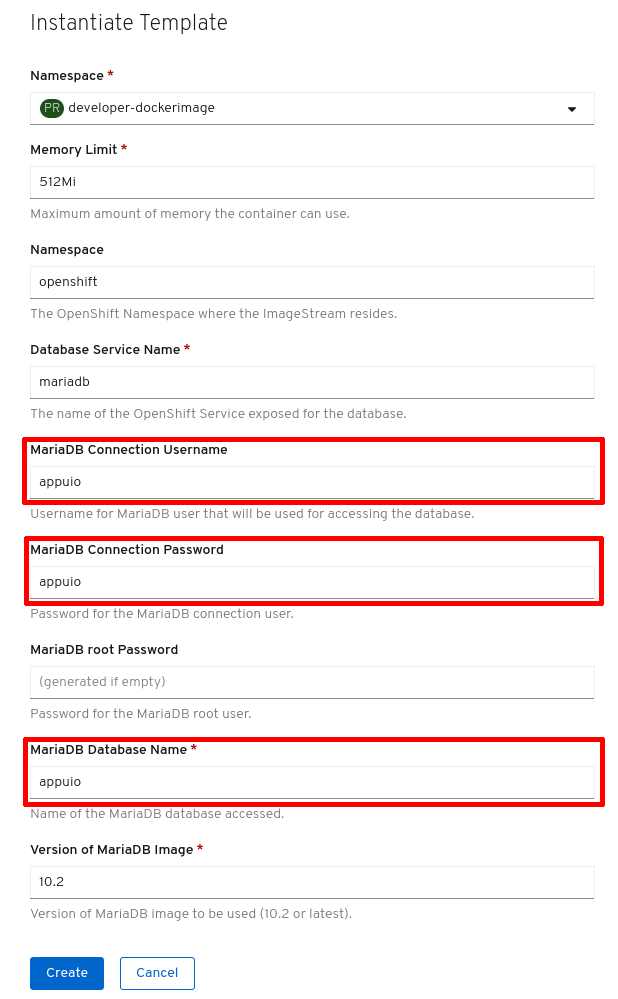 Instantiate Template
Namespace *
PR developer-dockerimage
Memory Limit *
512Mi
Maximum amount of memory the container can use.
Namespace
openshift
The OpenShift Namespace where the ImageStream resides.
Database Service Name *
mariadb
The name of the OpenShift Service exposed for the database.
MariaDB Connection Username
appuio
Username for MariaDB user that will be used for accessing the database.
MariaDB Connection Password
appuio
Password for the MariaDB connection user.
MariaDB root Password
(generated if empty)
Password for the MariaDB root user.
MariaDB Database Name *
appuio
Name of the MariaDB database accessed.
Version of MariaDB Image *
10.2
Version of MariaDB image to be used (10.2 or latest).
Create Cancel